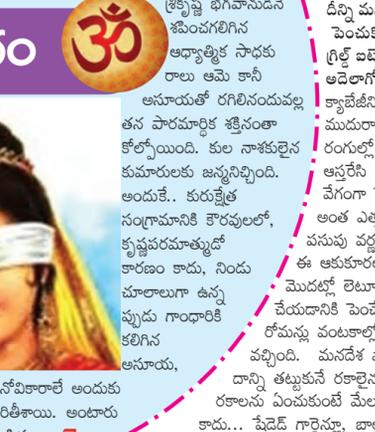 శ్రీకృష్ణ భగవానుడినే
శపించగలిగిన
ఆధ్యాత్మిక సాధకు
రాలు ఆమె కానీ
అసూయతో రగిలినందువల్ల
తన పారమార్థిక శక్తినంతా
కోల్పోయింది. కుల నాశకులైన
కుమారులకు జన్మనిచ్చింది.
అందుకే.. కురుక్షేత్ర
సంగ్రామానికి కౌరవులలో,
కృష్ణపరమాత్ముడో
కారణం కాదు, నిండు
చూలాలుగా ఉన్న
ప్పుడు గాంధారికి
కలిగిన
అసూయ,
నోవికారాలే అందుకు
రితీశాయి. అంటారు
దీన్ని
పెంచుక
గ్రిల్డ్ ఐటె
అదెలాగో
క్యాబేజీని
ముదురా
రంగుల్లో
ఆస్తరేసి
వేగంగా
అంత ఎత్త
పసుపు వర్ణ
ఈ ఆకుకూరల
మొదట్లో లెటూ
చేయడానికి పెంచే
రోమన్లు వంటకాల్లో
వచ్చింది. మనదేశ
దాన్ని తట్టుకునే రకాలైన
రకాలను ఏంచుకుంటే మేల
కాదు... షేడెడ్ గార్డెన్లూ, బాల